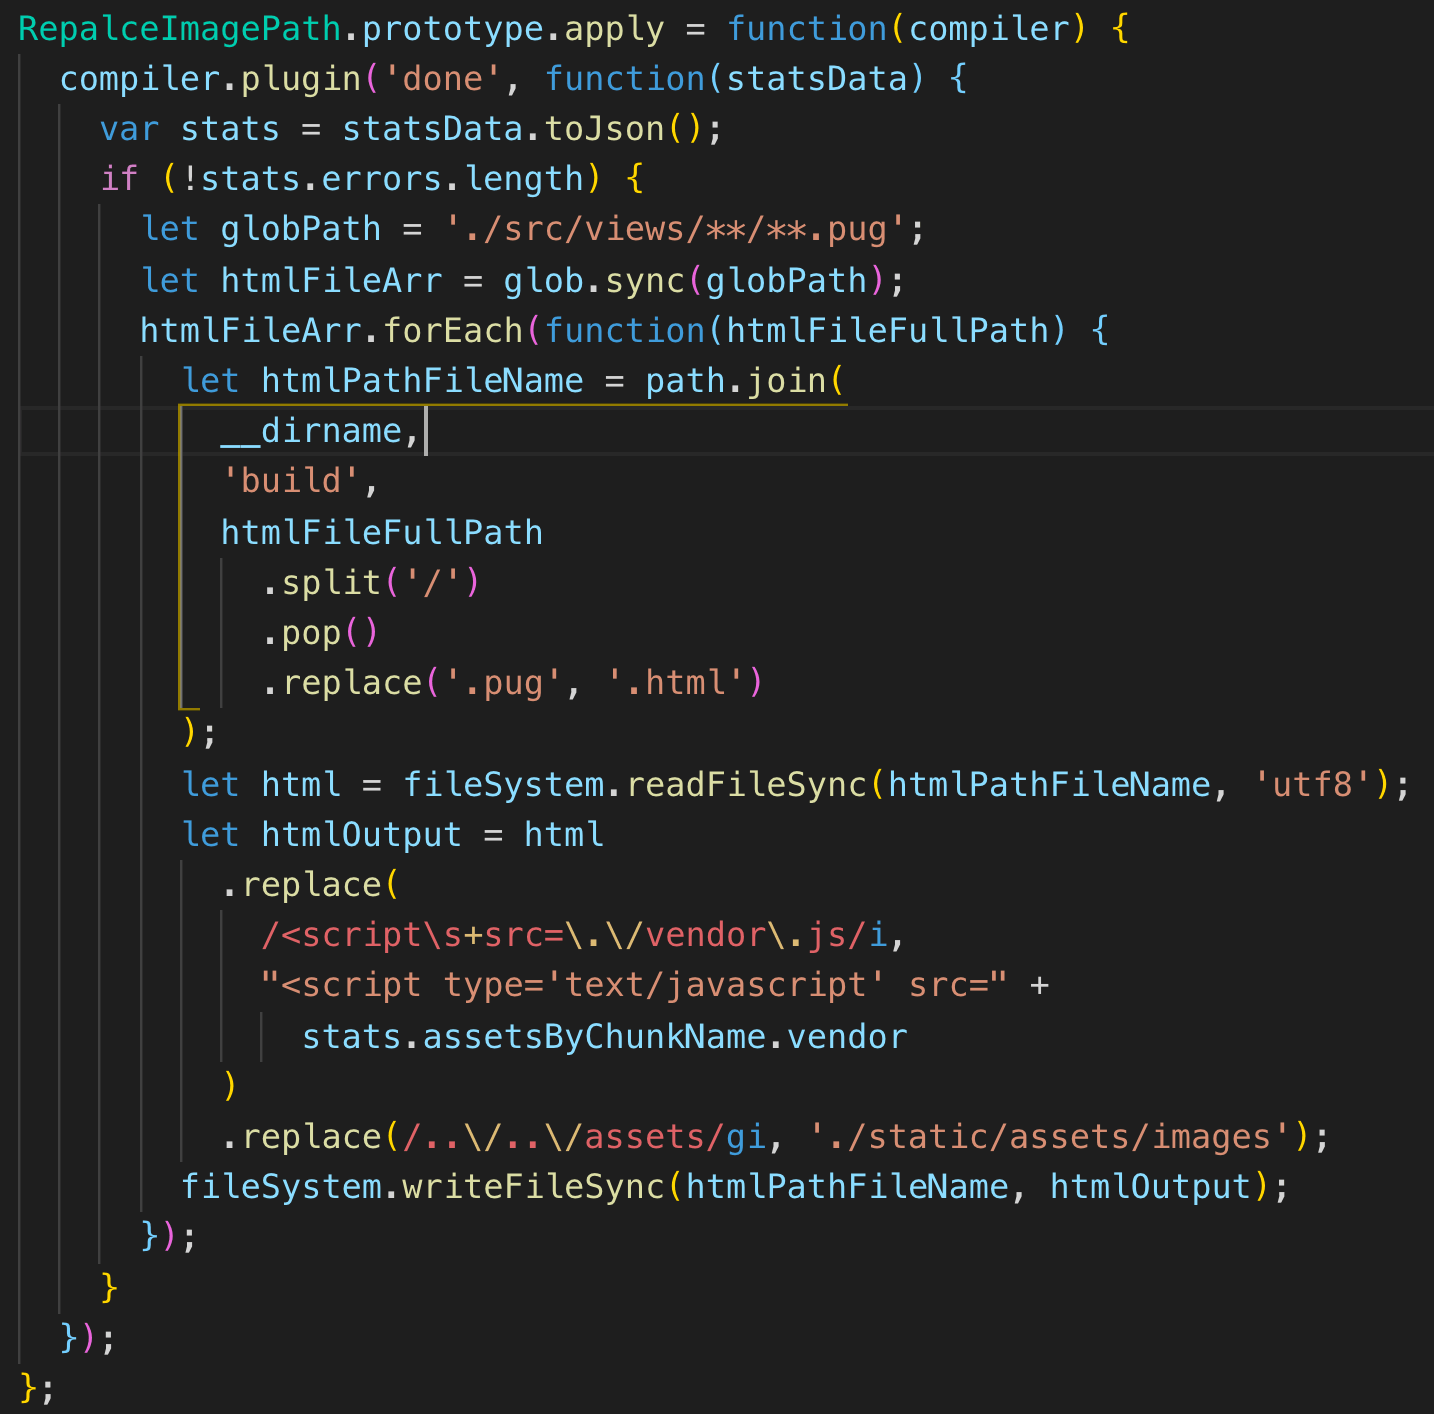 RepalceImagePath.prototype.apply = function(compiler) {
  compiler.plugin('done', function(statsData) {
    var stats = statsData.toJson();
    if (!stats.errors.length) {
      let globPath = './src/views/**/**.pug';
      let htmlFileArr = glob.sync(globPath);
      htmlFileArr.forEach(function(htmlFileFullPath) {
        let htmlPathFileName = path.join(
          __dirname,
          'build',
          htmlFileFullPath
            .split('/')
            .pop()
            .replace('.pug', '.html')
        );
        let html = fileSystem.readFileSync(htmlPathFileName, 'utf8');
        let htmlOutput = html
          .replace(
            /<script\s+src=\.\/vendor\.js/i,
            "<script type='text/javascript' src=" +
              stats.assetsByChunkName.vendor
          )
          .replace(/..\/..\/assets/gi, './static/assets/images');
        fileSystem.writeFileSync(htmlPathFileName, htmlOutput);
      });
    }
  });
};